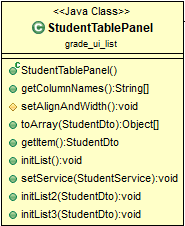 <<Java Class>>
C StudentTablePanel
grade_ui_list
C StudentTablePanel()
getColumnNames():String[]
setAlignAndWidth():void
toArray(StudentDto):Object[]
getItem():StudentDto
initList():void
setService(StudentService):void
initList2(StudentDto):void
initList3(StudentDto):void